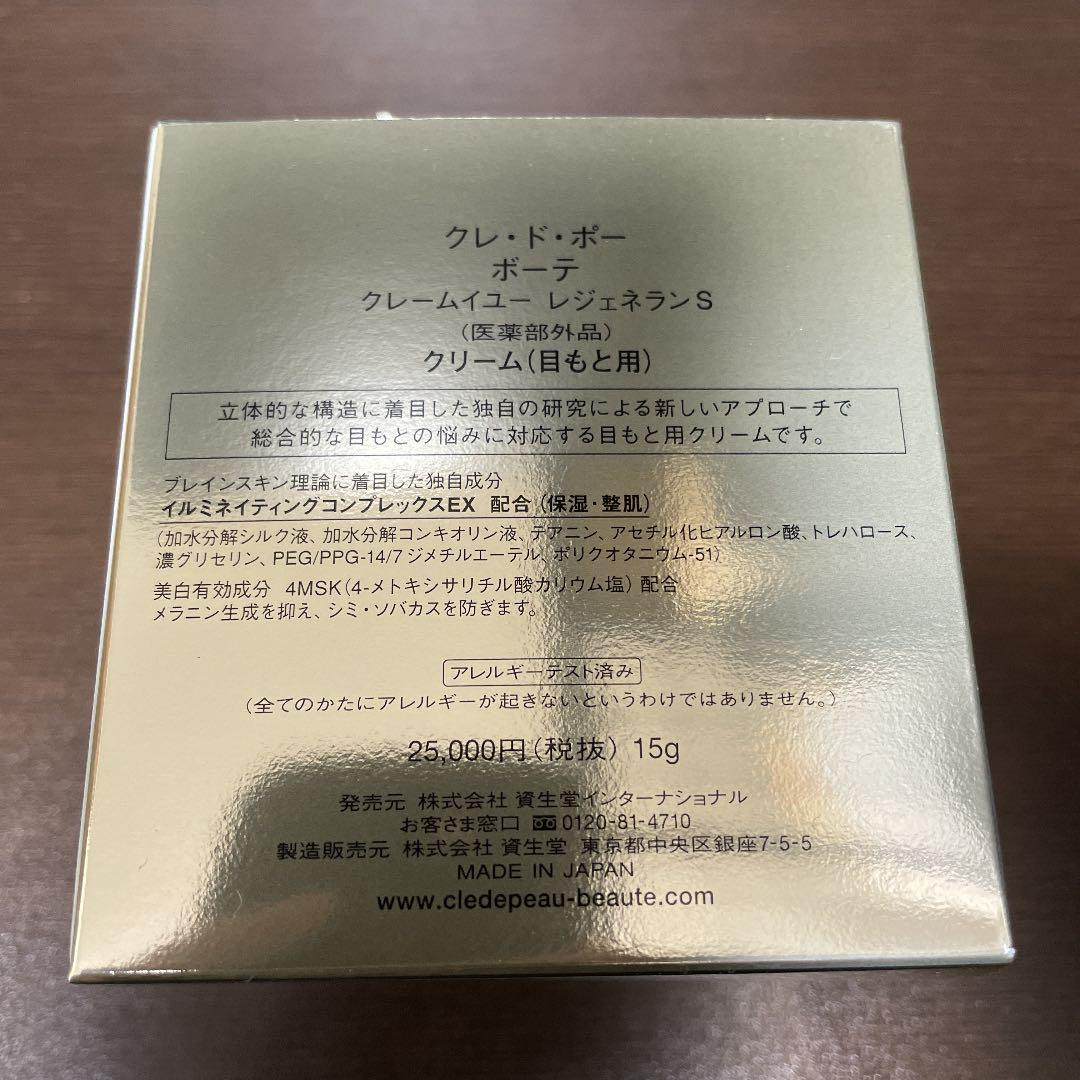 クレ・ド・ポー
ボーテ
クレームイユー レジェネランS
（医薬部外品）
クリーム（目もと用）
立体的な構造に着目した独自の研究による新しいアプローチで
総合的な目もとの悩みに対応する目もと用クリームです。
ブレインスキン理論に着目した独自成分
イルミネイティングコンプレックスEX 配合（保湿・整肌）
（加水分解シルク液、加水分解コンキオリン液、テアニン、アセチル化ヒアルロン酸、トレハロース、
濃グリセリン、PEG/PPG-14/7ジメチルエーテル、ポリクオタニウム-51）
美白有効成分 4MSK（4-メトキシサリチル酸カリウム塩）配合
メラニン生成を抑え、シミ・ソバカスを防ぎます。
アレルギーテスト済み
（全てのかたにアレルギーが起きないというわけではありません。）
25,000円（税抜） 15g
発売元 株式会社 資生堂インターナショナル
お客さま窓口 0120-81-4710
製造販売元 株式会社 資生堂 東京都中央区銀座7-5-5
MADE IN JAPAN
www.cledepeau-beaute.com